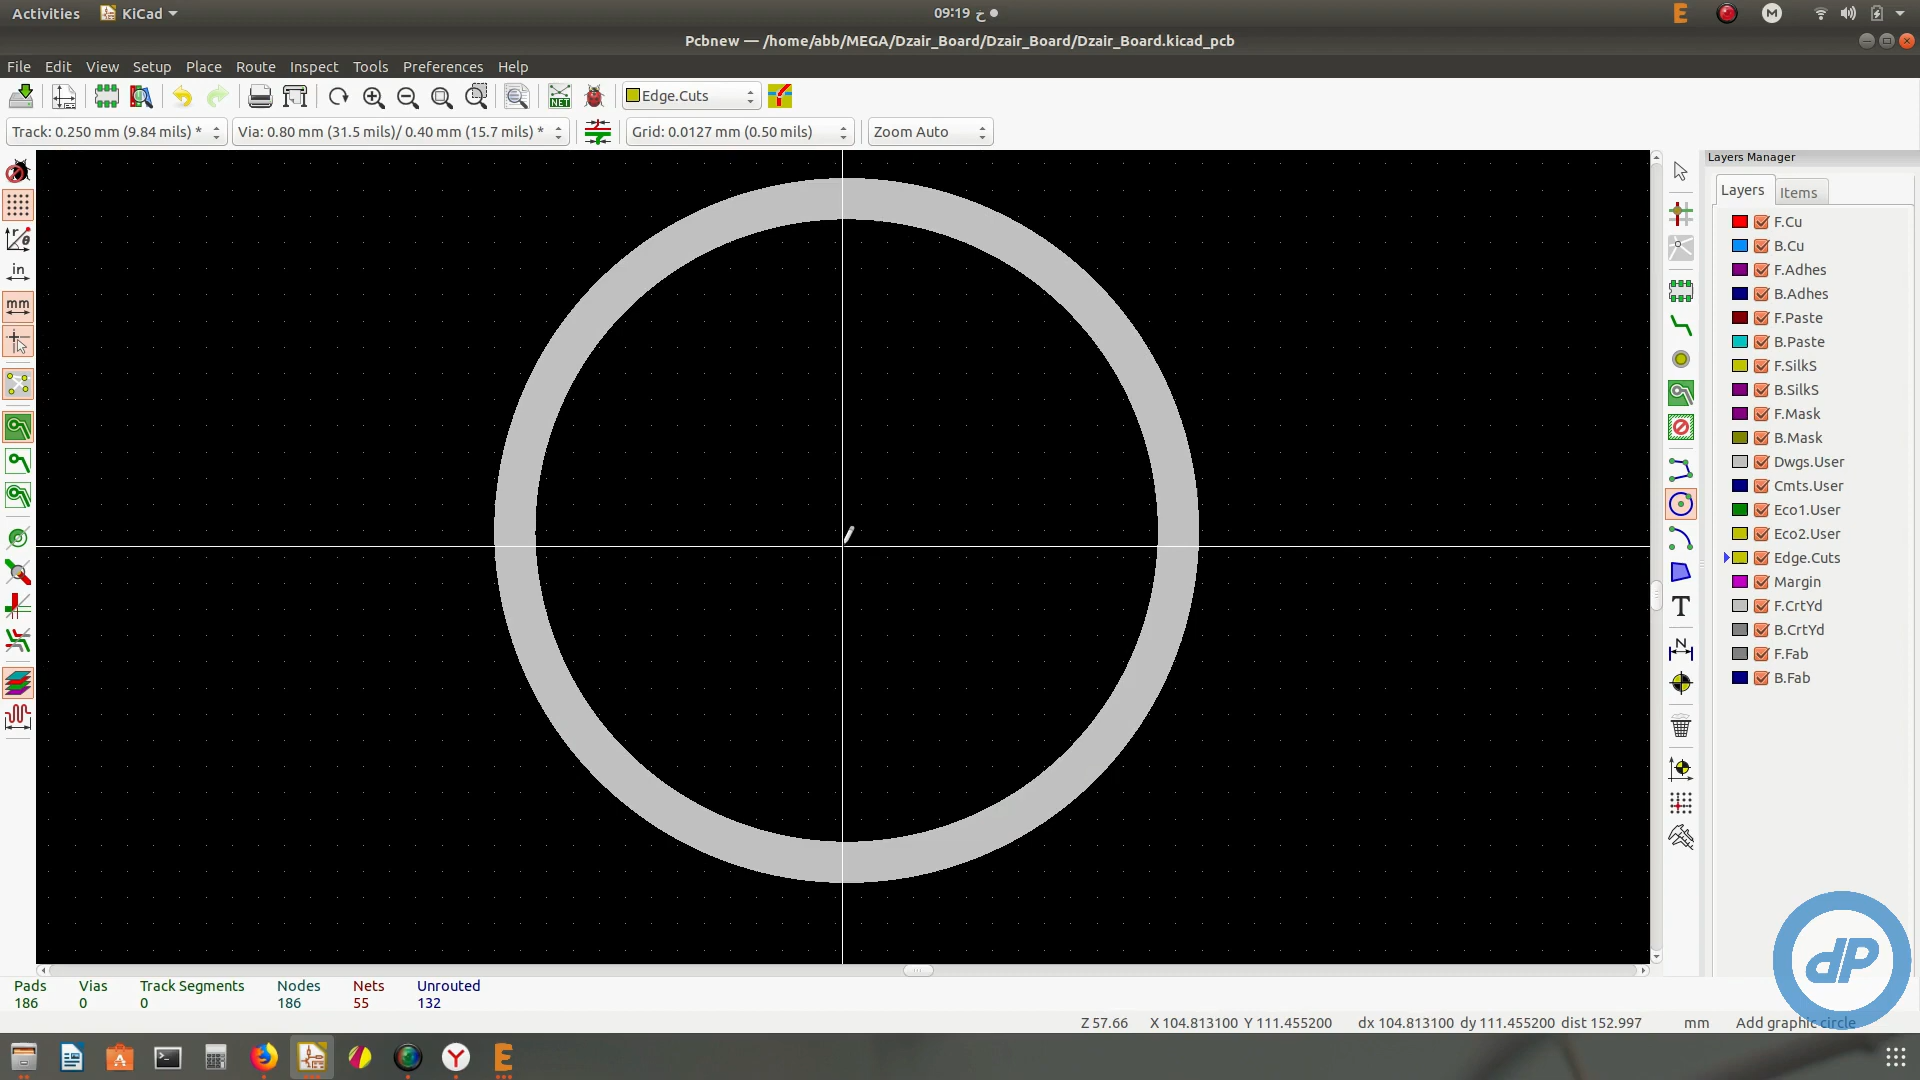 Activities KiCad 09:19 ح
Pcbnew — /home/abb/MEGA/Dzair_Board/Dzair_Board/Dzair_Board.kicad_pcb
File Edit View Setup Place Route Inspect Tools Preferences Help
NET Edge.Cuts
Track: 0.250 mm (9.84 mils) * Via: 0.80 mm (31.5 mils)/ 0.40 mm (15.7 mils) * Grid: 0.0127 mm (0.50 mils) Zoom Auto
Layers Manager
Layers Items
F.Cu
B.Cu
F.Adhes
in
B.Adhes
mm
F.Paste
B.Paste
F.SilkS
B.SilkS
F.Mask
B.Mask
Dwgs.User
Cmts.User
Eco1.User
Eco2.User
Edge.Cuts
Margin
T F.CrtYd
B.CrtYd
N
F.Fab
B.Fab
dP
Pads Vias Track Segments Nodes Nets Unrouted
186 0 0 186 55 132
Z 57.66 X 104.813100 Y 111.455200 dx 104.813100 dy 111.455200 dist 152.997 mm Add graphic circle